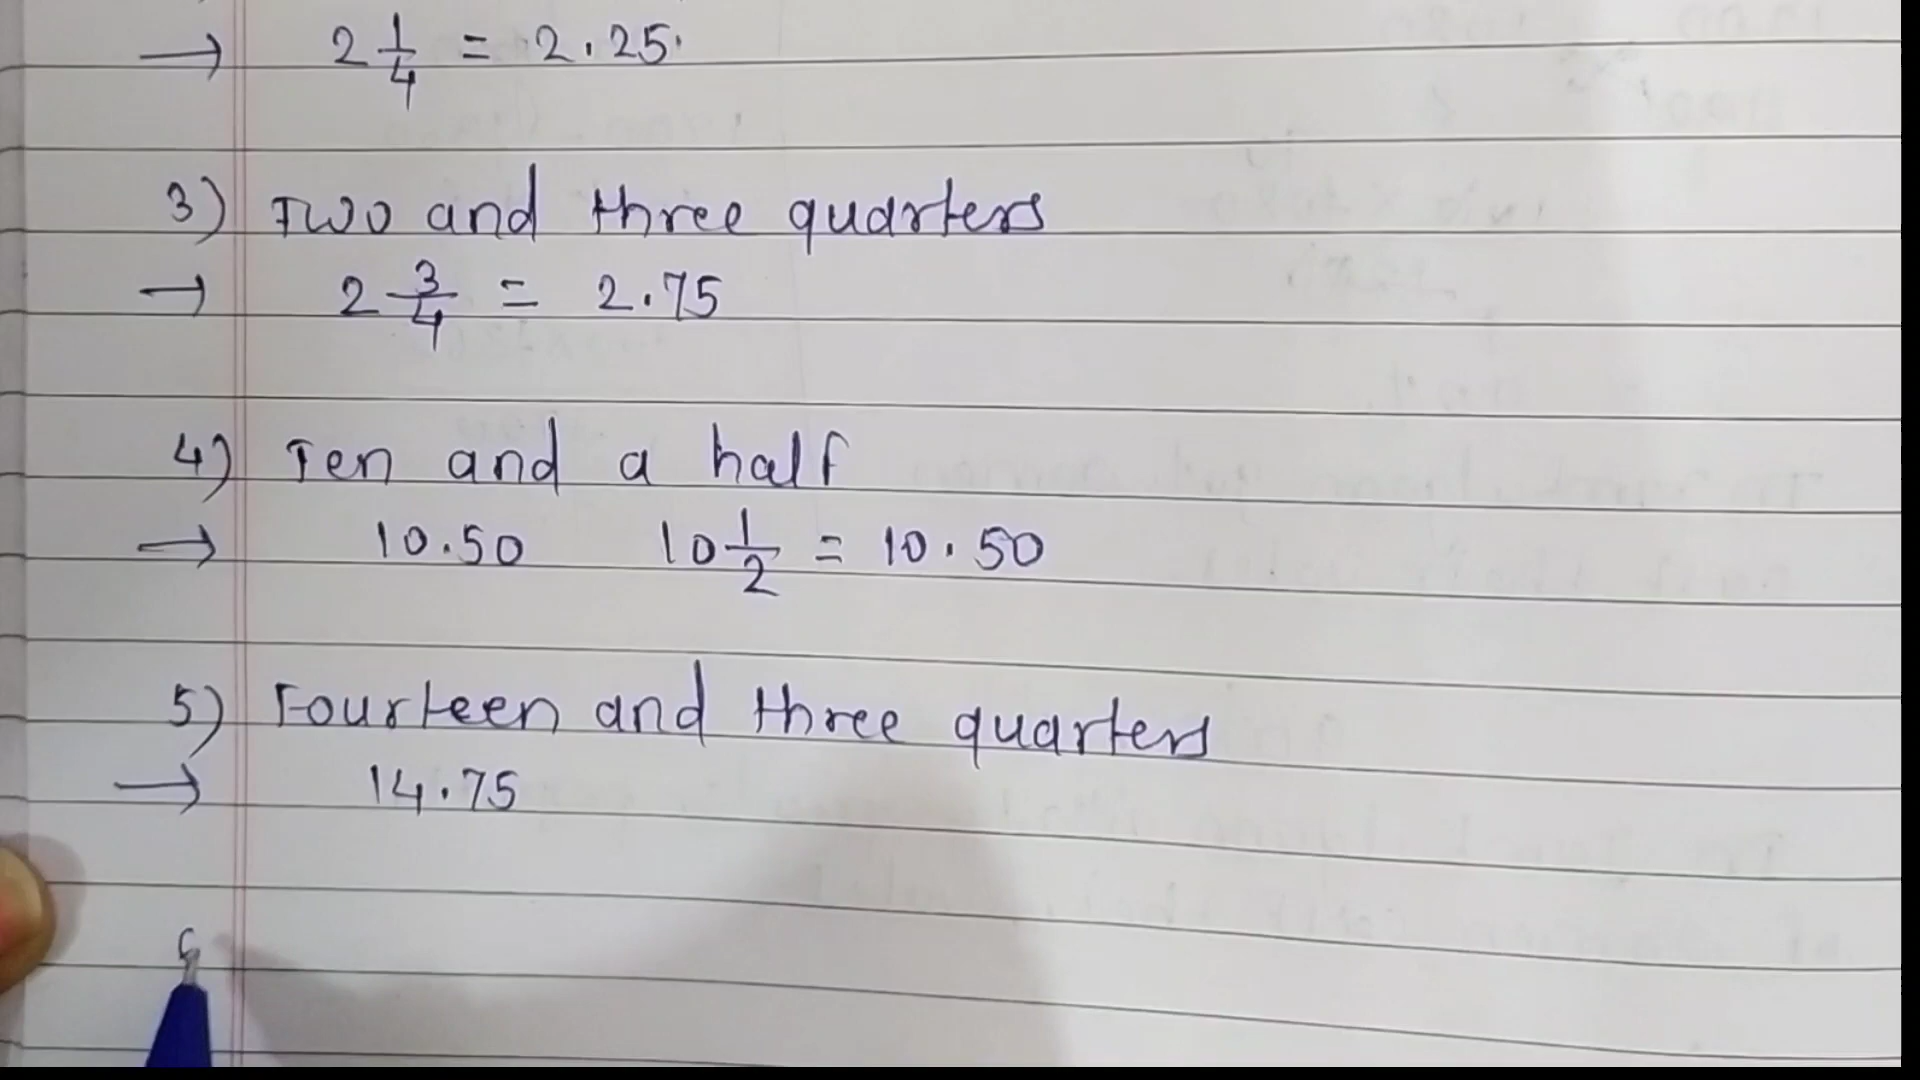 → 2 1/4 = 2.25
3) Two and three quarters
→ 2 3/4 = 2.75
4) Ten and a half
→ 10.50 10 1/2 = 10.50
5) Fourteen and three quarters
→ 14.75